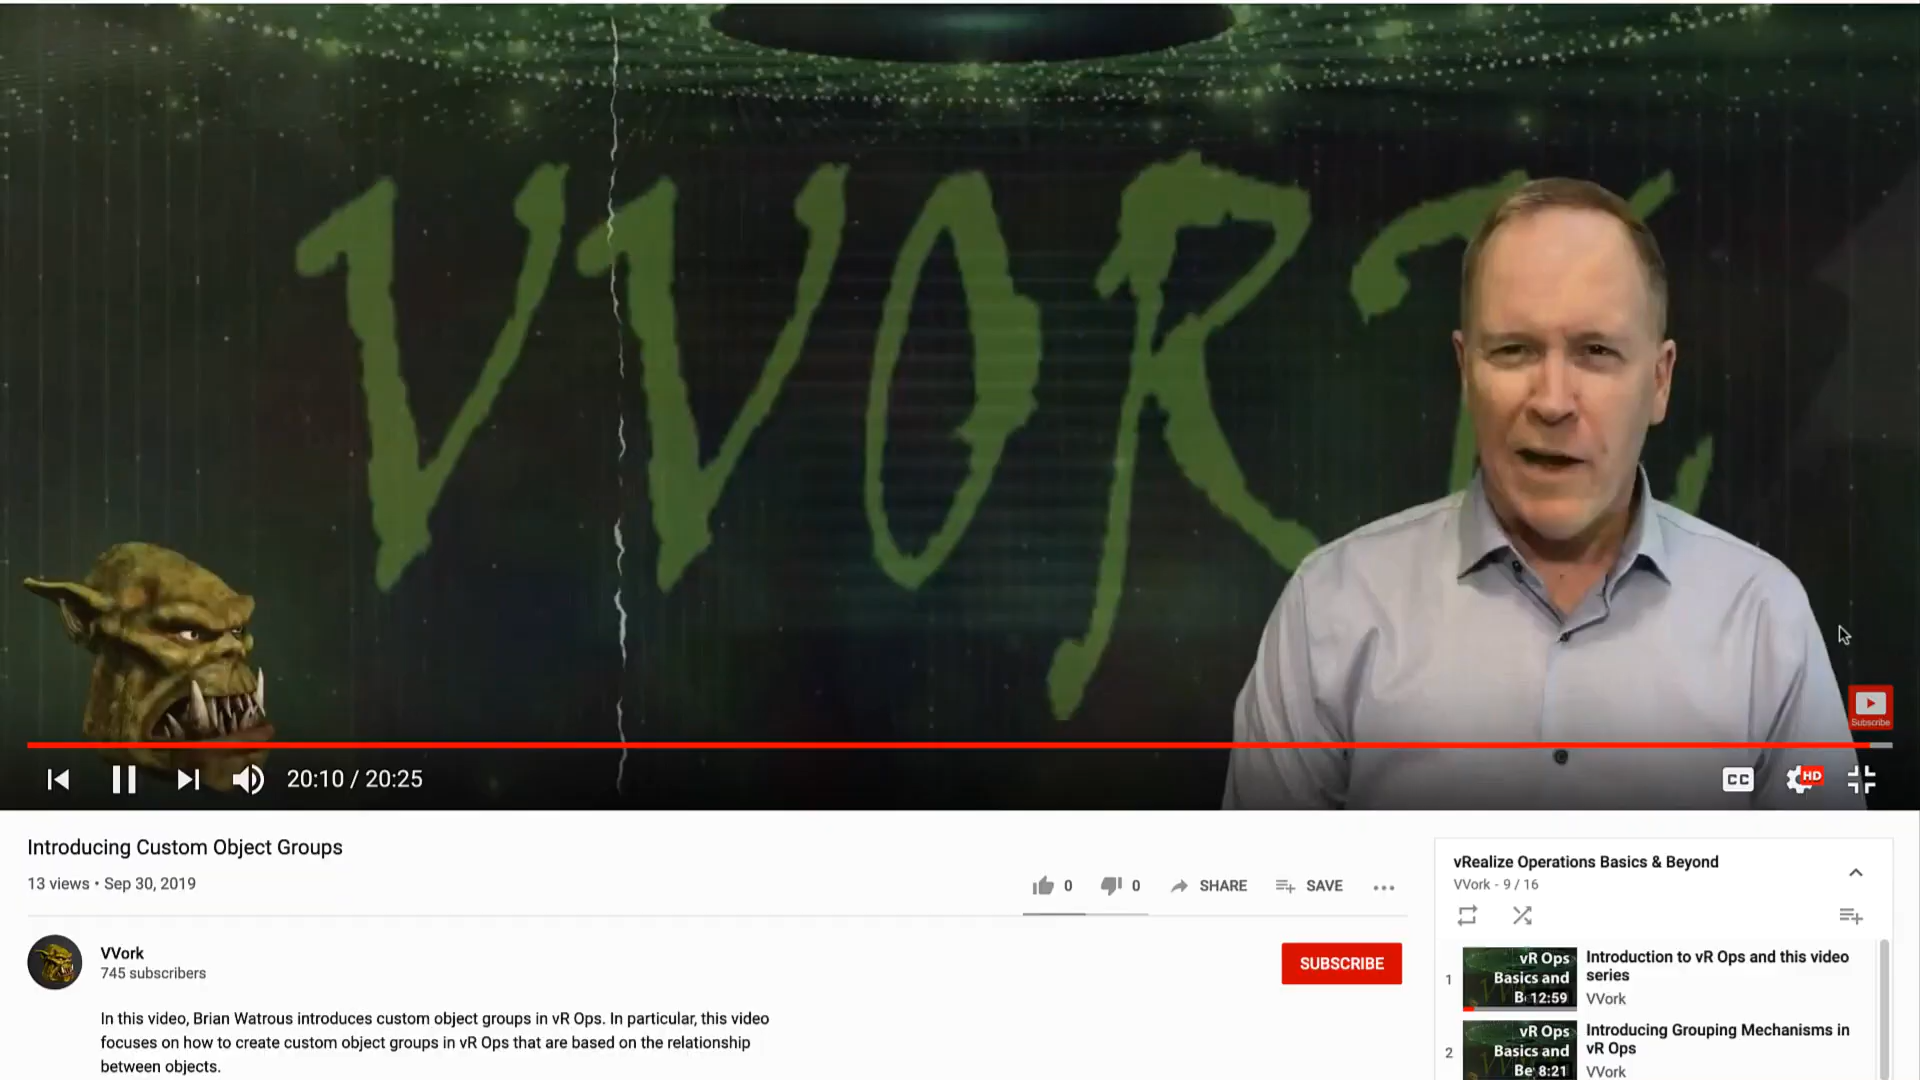 VVORK
Subscribe
20:10 / 20:25
CC
HD
Introducing Custom Object Groups
13 views • Sep 30, 2019
0
0
SHARE
SAVE
VVork
745 subscribers
SUBSCRIBE
In this video, Brian Watrous introduces custom object groups in vR Ops. In particular, this video
focuses on how to create custom object groups in vR Ops that are based on the relationship
between objects.
vRealize Operations Basics & Beyond
VVork - 9 / 16
1
vR Ops
Basics and
12:59
Introduction to vR Ops and this video
series
VVork
2
vR Ops
Basics and
Be 8:21
Introducing Grouping Mechanisms in
vR Ops
VVork